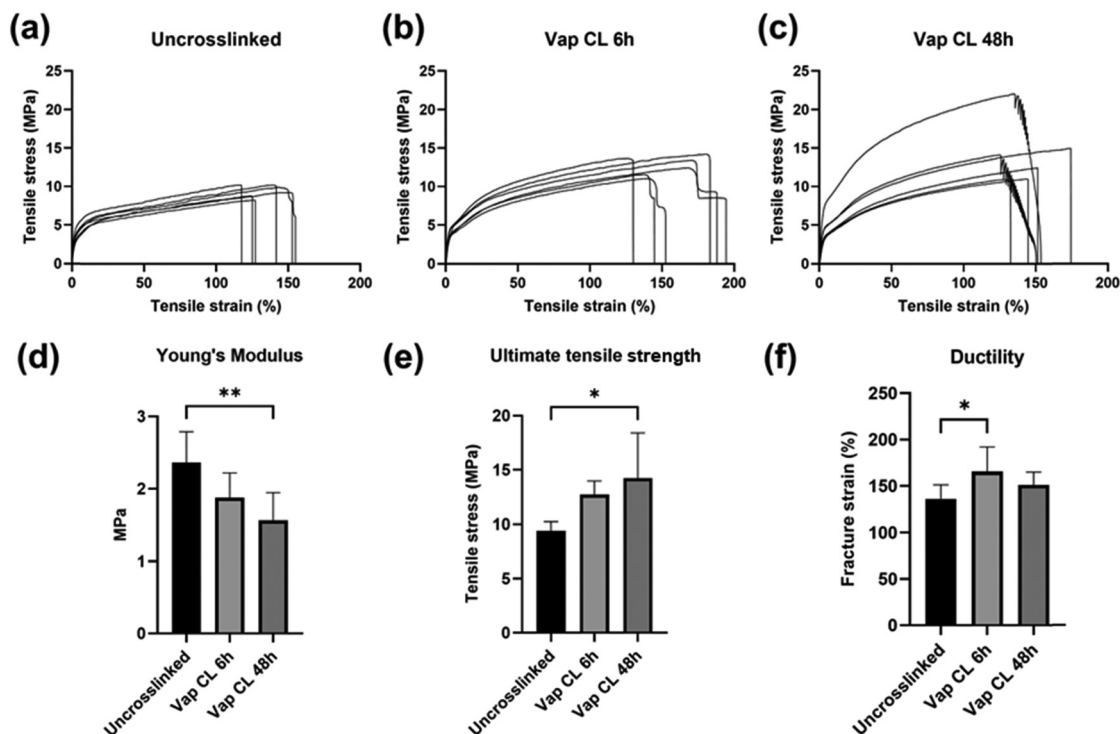 (a)
Uncrosslinked
Tensile stress (MPa)
25
20
15
10
5
0
0 50 100 150 200
Tensile strain (%)
(b)
Vap CL 6h
Tensile stress (MPa)
25
20
15
10
5
0
0 50 100 150 200
Tensile strain (%)
(c)
Vap CL 48h
Tensile stress (MPa)
25
20
15
10
5
0
0 50 100 150 200
Tensile strain (%)
(d)
Young's Modulus
**
MPa
3
2
1
0
Uncrosslinked
Vap CL 6h
Vap CL 48h
(e)
Ultimate tensile strength
*
Tensile stress (MPa)
20
15
10
5
0
Uncrosslinked
Vap CL 6h
Vap CL 48h
(f)
Ductility
*
Fracture strain (%)
250
200
150
100
50
0
Uncrosslinked
Vap CL 6h
Vap CL 48h